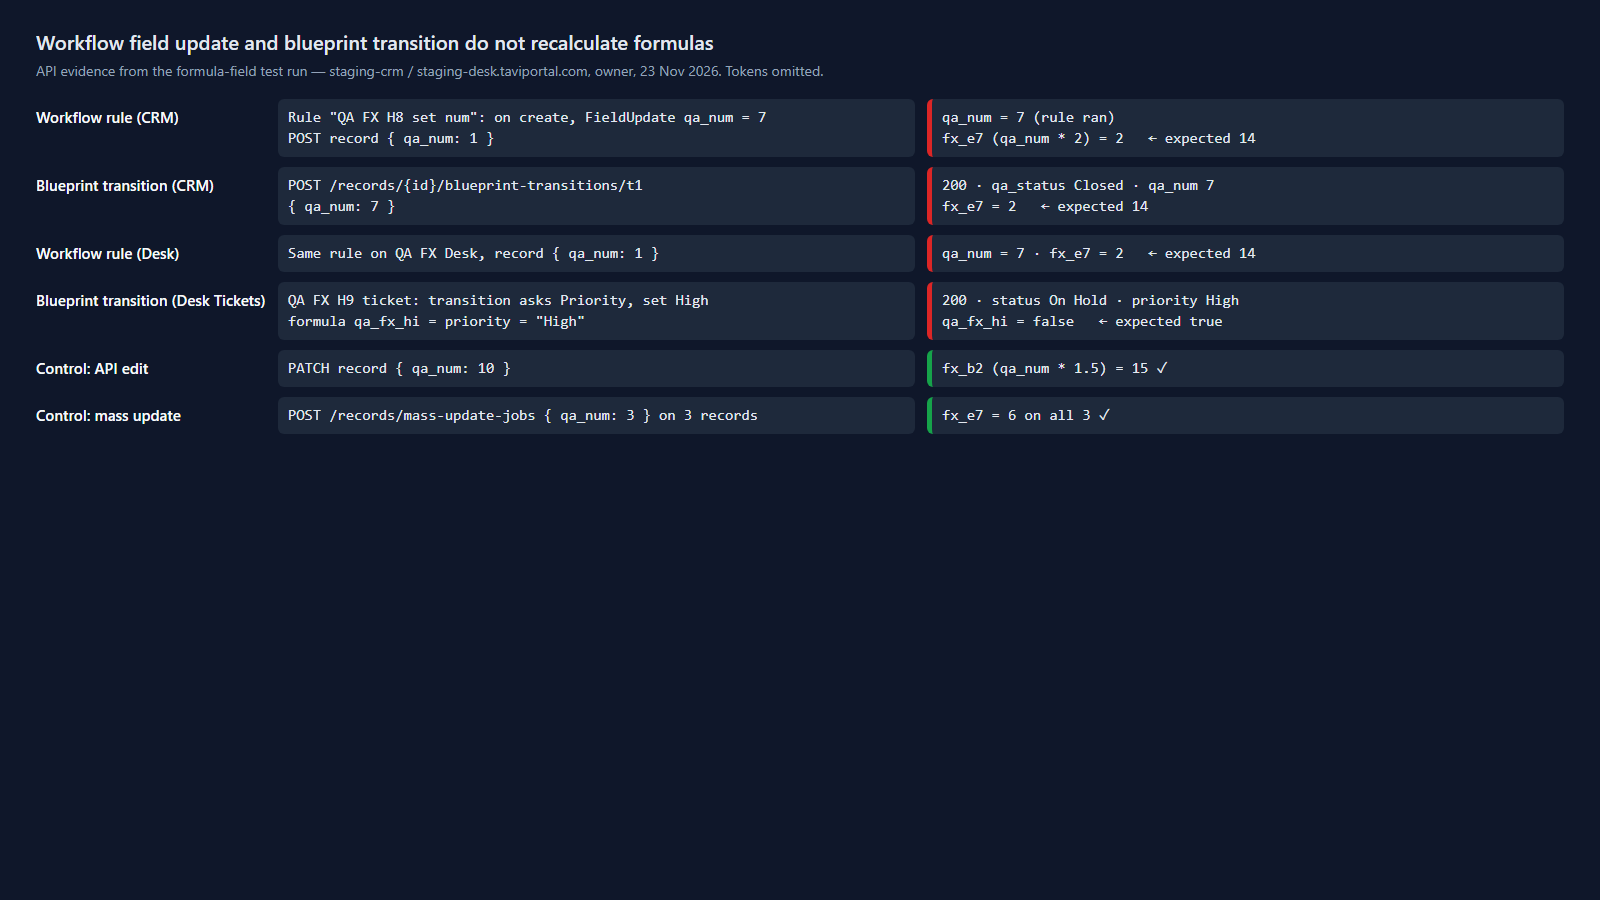 Workflow field update and blueprint transition do not recalculate formulas
API evidence from the formula-field test run — staging-crm / staging-desk.taviportal.com, owner, 23 Nov 2026. Tokens omitted.
Workflow rule (CRM)
Rule "QA FX H8 set num": on create, FieldUpdate qa_num = 7
POST record { qa_num: 1 }
qa_num = 7 (rule ran)
fx_e7 (qa_num * 2) = 2 ← expected 14
Blueprint transition (CRM)
POST /records/{id}/blueprint-transitions/t1
{ qa_num: 7 }
200 · qa_status Closed · qa_num 7
fx_e7 = 2 ← expected 14
Workflow rule (Desk)
Same rule on QA FX Desk, record { qa_num: 1 }
qa_num = 7 · fx_e7 = 2 ← expected 14
Blueprint transition (Desk Tickets)
QA FX H9 ticket: transition asks Priority, set High
formula qa_fx_hi = priority = "High"
200 · status On Hold · priority High
qa_fx_hi = false ← expected true
Control: API edit
PATCH record { qa_num: 10 }
fx_b2 (qa_num * 1.5) = 15 ✓
Control: mass update
POST /records/mass-update-jobs { qa_num: 3 } on 3 records
fx_e7 = 6 on all 3 ✓